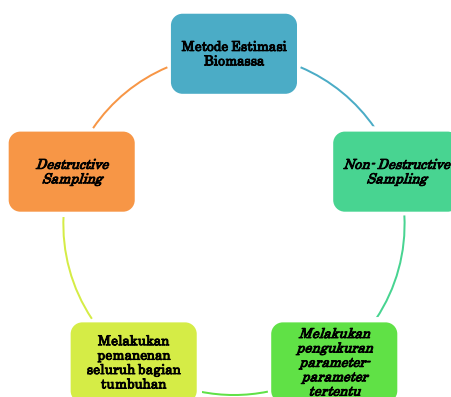 Metode Estimasi
Biomassa
Destructive
Sampling
Non- Destructive
Sampling
Melakukan
pemanenan
seluruh bagian
tumbuhan
Melakukan
pengukuran
parameter-
parameter
tertentu